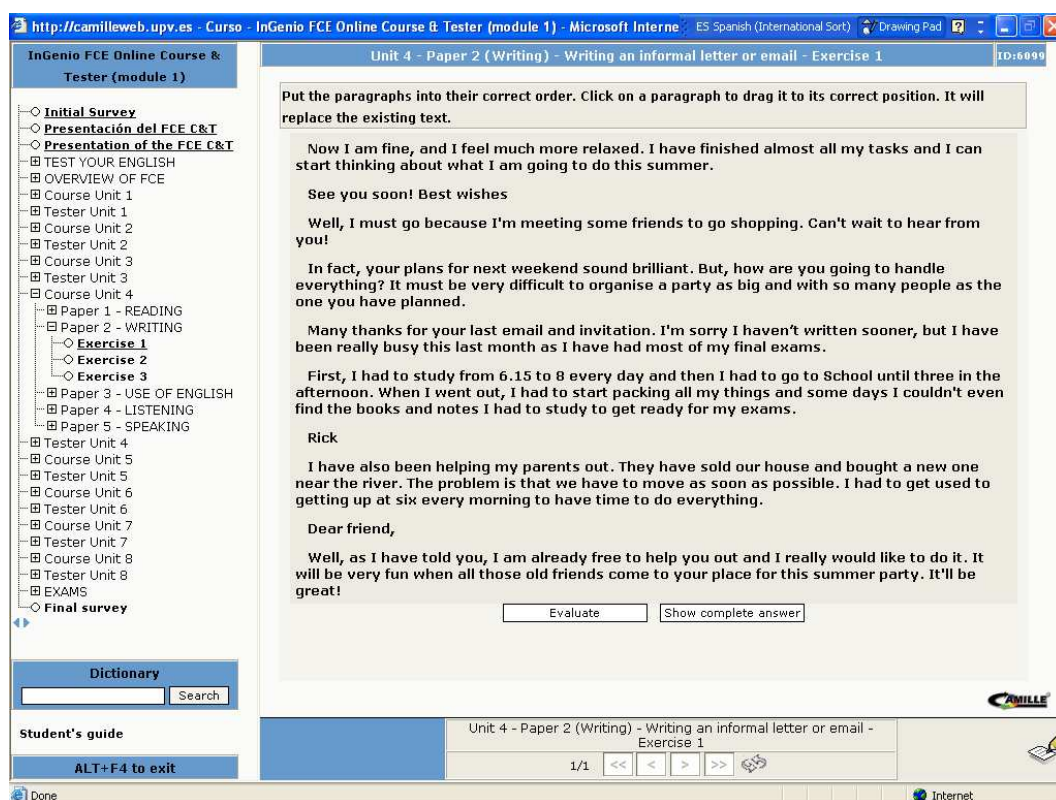 http://camilleweb.upv.es - Curso - InGenio FCE Online Course & Tester (module 1) - Microsoft Interne
ES Spanish (International Sort)
Drawing Pad
InGenio FCE Online Course &
Tester (module 1)
Unit 4 - Paper 2 (Writing) - Writing an informal letter or email - Exercise 1
ID:6099
Initial Survey
Presentación del FCE C&T
Presentation of the FCE C&T
TEST YOUR ENGLISH
OVERVIEW OF FCE
Course Unit 1
Tester Unit 1
Course Unit 2
Tester Unit 2
Course Unit 3
Tester Unit 3
Course Unit 4
Paper 1 - READING
Paper 2 - WRITING
Exercise 1
Exercise 2
Exercise 3
Paper 3 - USE OF ENGLISH
Paper 4 - LISTENING
Paper 5 - SPEAKING
Tester Unit 4
Course Unit 5
Tester Unit 5
Course Unit 6
Tester Unit 6
Course Unit 7
Tester Unit 7
Course Unit 8
Tester Unit 8
EXAMS
Final survey
Dictionary
Search
Student's guide
ALT+F4 to exit
Put the paragraphs into their correct order. Click on a paragraph to drag it to its correct position. It will
replace the existing text.
Now I am fine, and I feel much more relaxed. I have finished almost all my tasks and I can
start thinking about what I am going to do this summer.
See you soon! Best wishes
Well, I must go because I'm meeting some friends to go shopping. Can't wait to hear from
you!
In fact, your plans for next weekend sound brilliant. But, how are you going to handle
everything? It must be very difficult to organise a party as big and with so many people as the
one you have planned.
Many thanks for your last email and invitation. I'm sorry I haven’t written sooner, but I have
been really busy this last month as I have had most of my final exams.
First, I had to study from 6.15 to 8 every day and then I had to go to School until three in the
afternoon. When I went out, I had to start packing all my things and some days I couldn't even
find the books and notes I had to study to get ready for my exams.
Rick
I have also been helping my parents out. They have sold our house and bought a new one
near the river. The problem is that we have to move as soon as possible. I had to get used to
getting up at six every morning to have time to do everything.
Dear friend,
Well, as I have told you, I am already free to help you out and I really would like to do it. It
will be very fun when all those old friends come to your place for this summer party. It'll be
great!
Evaluate
Show complete answer
CAMILLE
Unit 4 - Paper 2 (Writing) - Writing an informal letter or email -
Exercise 1
1/1 << < > >>
Done
Internet